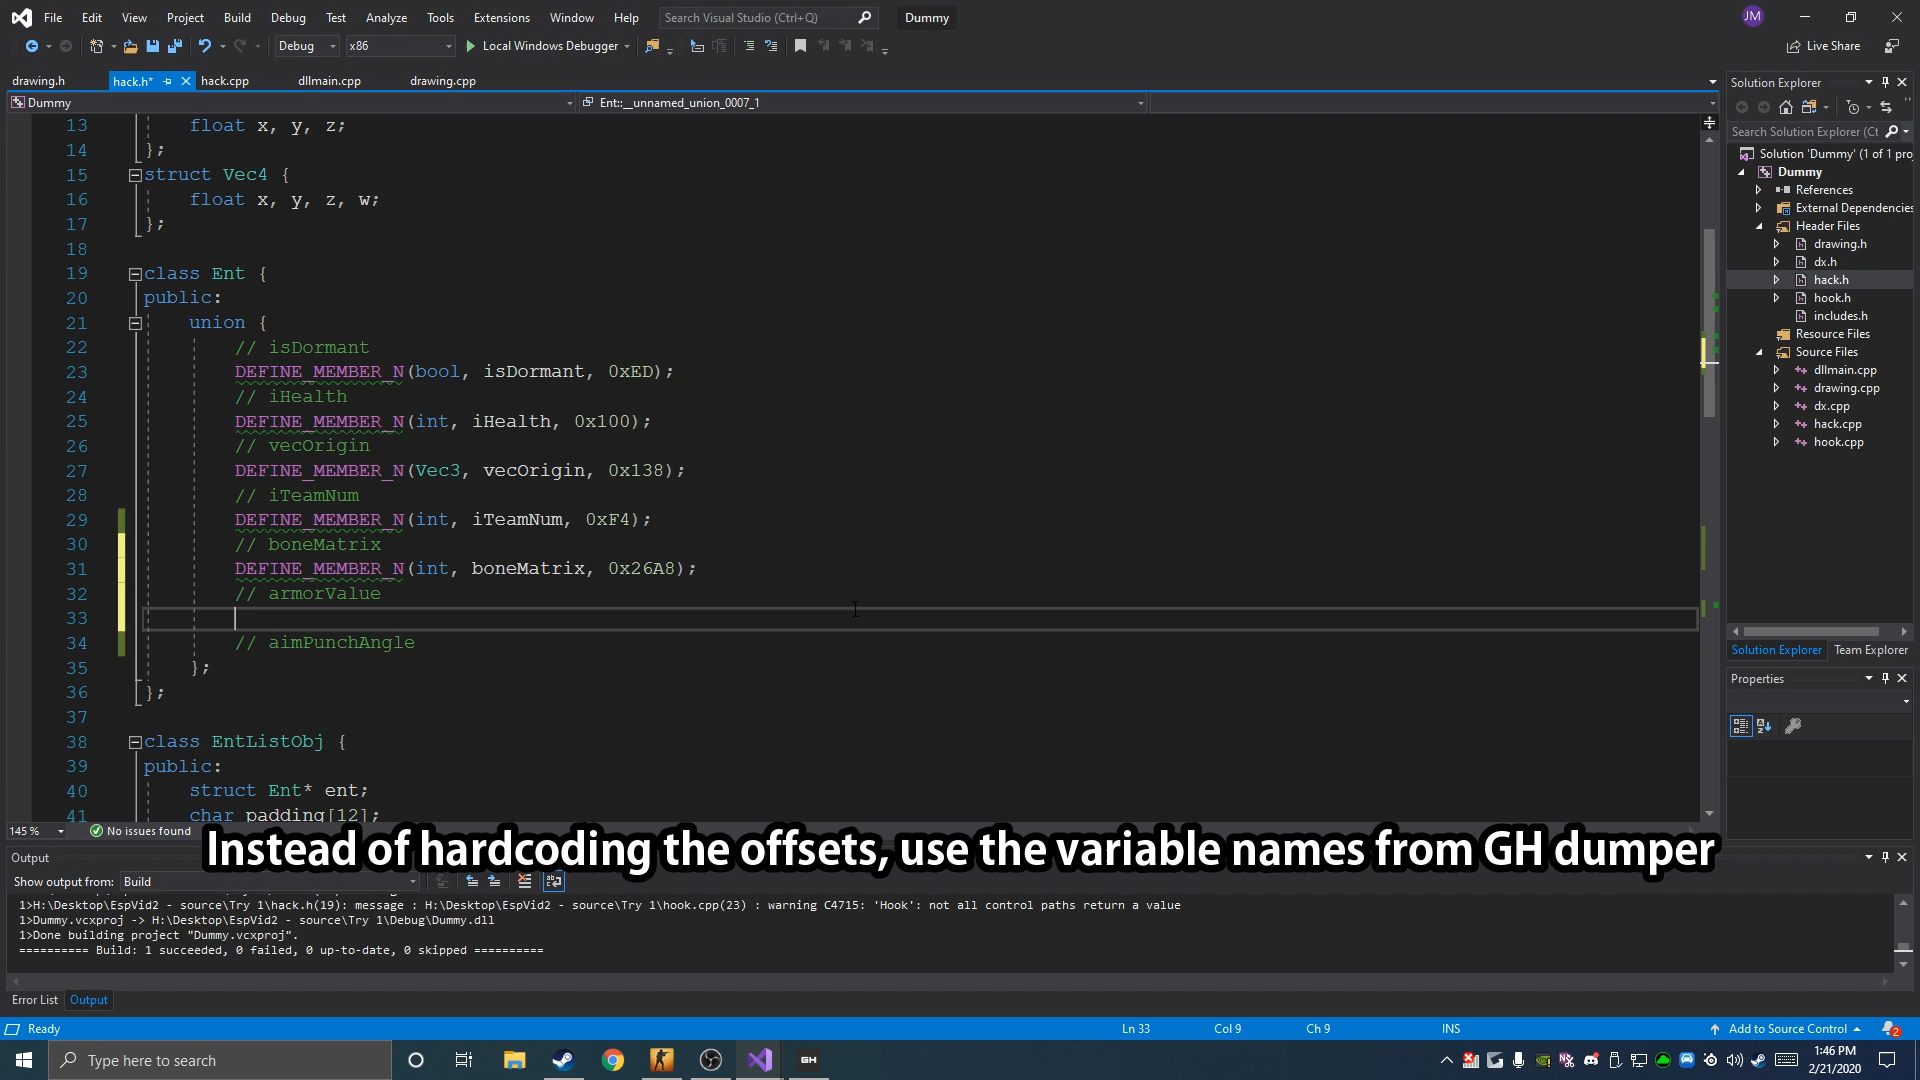 File Edit View Project Build Debug Test Analyze Tools Extensions Window Help Search Visual Studio (Ctrl+Q) Dummy JM
Debug x86 Local Windows Debugger Live Share
drawing.h hack.h* hack.cpp dllmain.cpp drawing.cpp
Dummy Ent::__unnamed_union_0007_1
13 float x, y, z;
14 };
15 struct Vec4 {
16 float x, y, z, w;
17 };
18
19 class Ent {
20 public:
21 union {
22 // isDormant
23 DEFINE_MEMBER_N(bool, isDormant, 0xED);
24 // iHealth
25 DEFINE_MEMBER_N(int, iHealth, 0x100);
26 // vecOrigin
27 DEFINE_MEMBER_N(Vec3, vecOrigin, 0x138);
28 // iTeamNum
29 DEFINE_MEMBER_N(int, iTeamNum, 0xF4);
30 // boneMatrix
31 DEFINE_MEMBER_N(int, boneMatrix, 0x26A8);
32 // armorValue
33
34 // aimPunchAngle
35 };
36 };
37
38 class EntListObj {
39 public:
40 struct Ent* ent;
41 char padding[12];
145 % No issues found
Instead of hardcoding the offsets, use the variable names from GH dumper
Output
Show output from: Build
1>H:\Desktop\EspVid2 - source\Try 1\hack.h(19): message : H:\Desktop\EspVid2 - source\Try 1\hook.cpp(23) : warning C4715: 'Hook': not all control paths return a value
1>Dummy.vcxproj -> H:\Desktop\EspVid2 - source\Try 1\Debug\Dummy.dll
1>Done building project "Dummy.vcxproj".
========== Build: 1 succeeded, 0 failed, 0 up-to-date, 0 skipped ==========
Error List Output
Solution Explorer
Search Solution Explorer (Ct
Solution 'Dummy' (1 of 1 pro
Dummy
References
External Dependencies
Header Files
drawing.h
dx.h
hack.h
hook.h
includes.h
Resource Files
Source Files
dllmain.cpp
drawing.cpp
dx.cpp
hack.cpp
hook.cpp
Solution Explorer Team Explorer
Properties
Ready Ln 33 Col 9 Ch 9 INS Add to Source Control 2
Type here to search GH 1:46 PM
2/21/2020